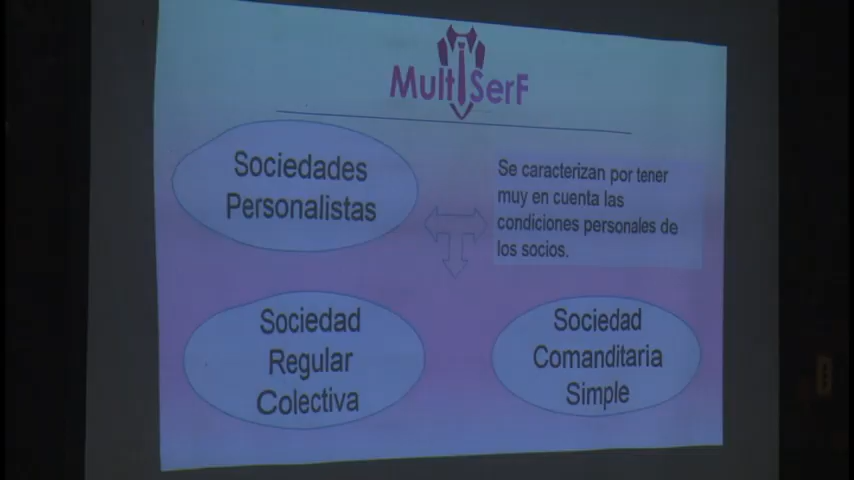 MultiSerF
Sociedades
Personalistas
Se caracterizan por tener
muy en cuenta las
condiciones personales de
los socios.
Sociedad
Regular
Colectiva
Sociedad
Comanditaria
Simple